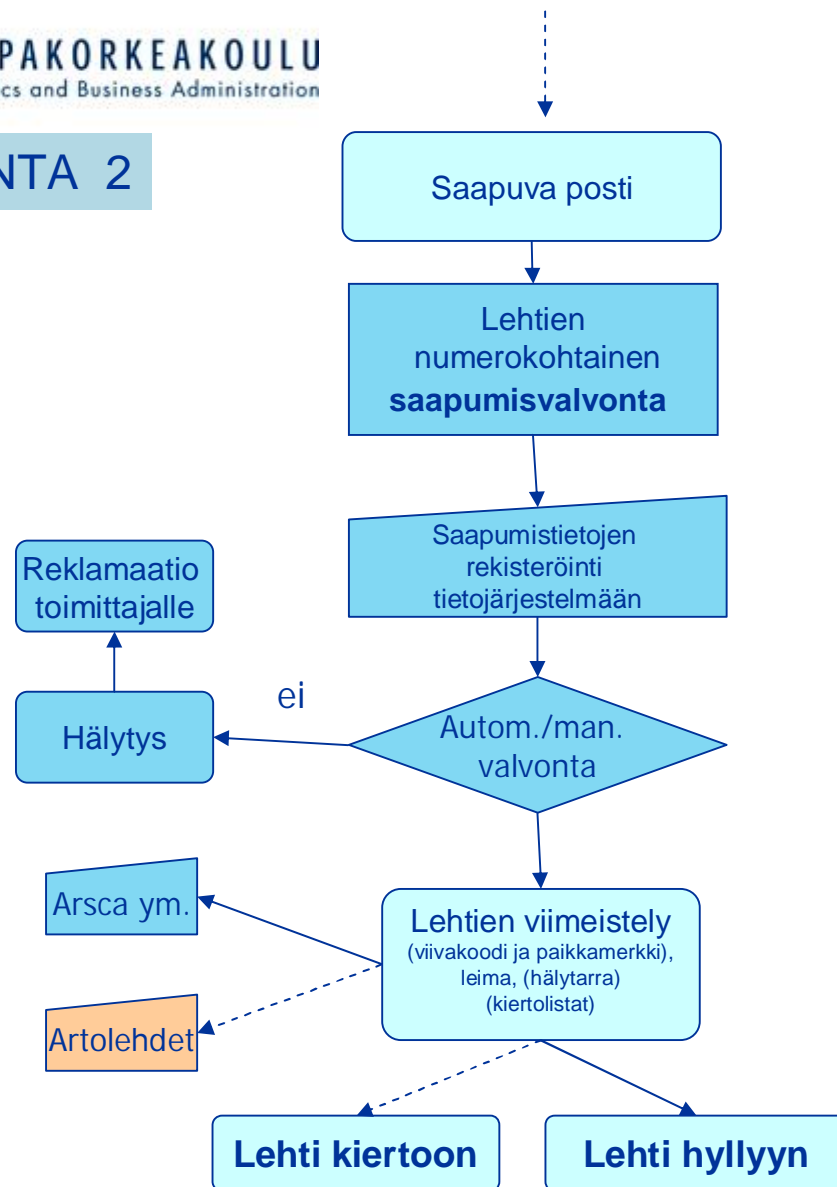 PAKORKEAKOULU
cs and Business Administration
NTA 2
Saapuva posti
Lehtien
numerokohtainen
saapumisvalvonta
Saapumistietojen
rekisteröinti
tietojärjestelmään
Reklamaatio
toimittajalle
ei
Hälytys
Autom./man.
valvonta
Arsca ym.
Lehtien viimeistely
(viivakoodi ja paikkamerkki),
leima, (hälytarra)
(kiertolistat)
Artolehdet
Lehti kiertoon
Lehti hyllyyn